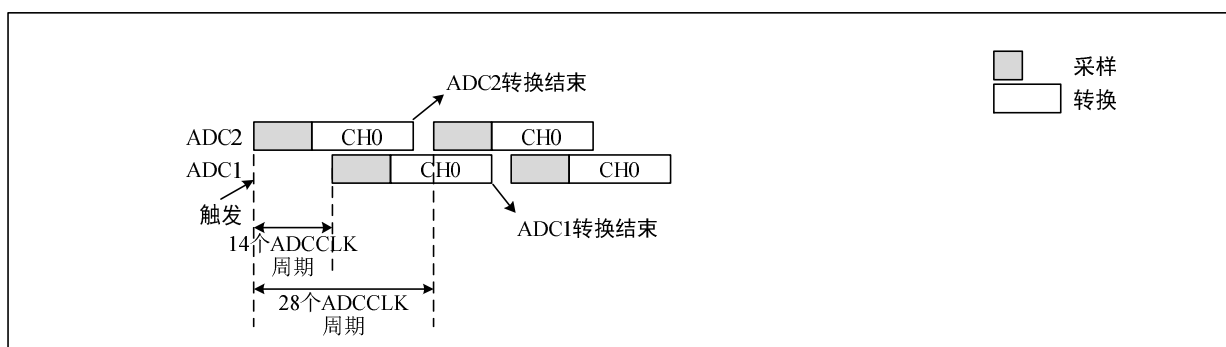 采样
转换
ADC2转换结束
ADC2
CH0
CH0
ADC1
CH0
CH0
触发
ADC1转换结束
14个ADCCLK
周期
28个ADCCLK
周期